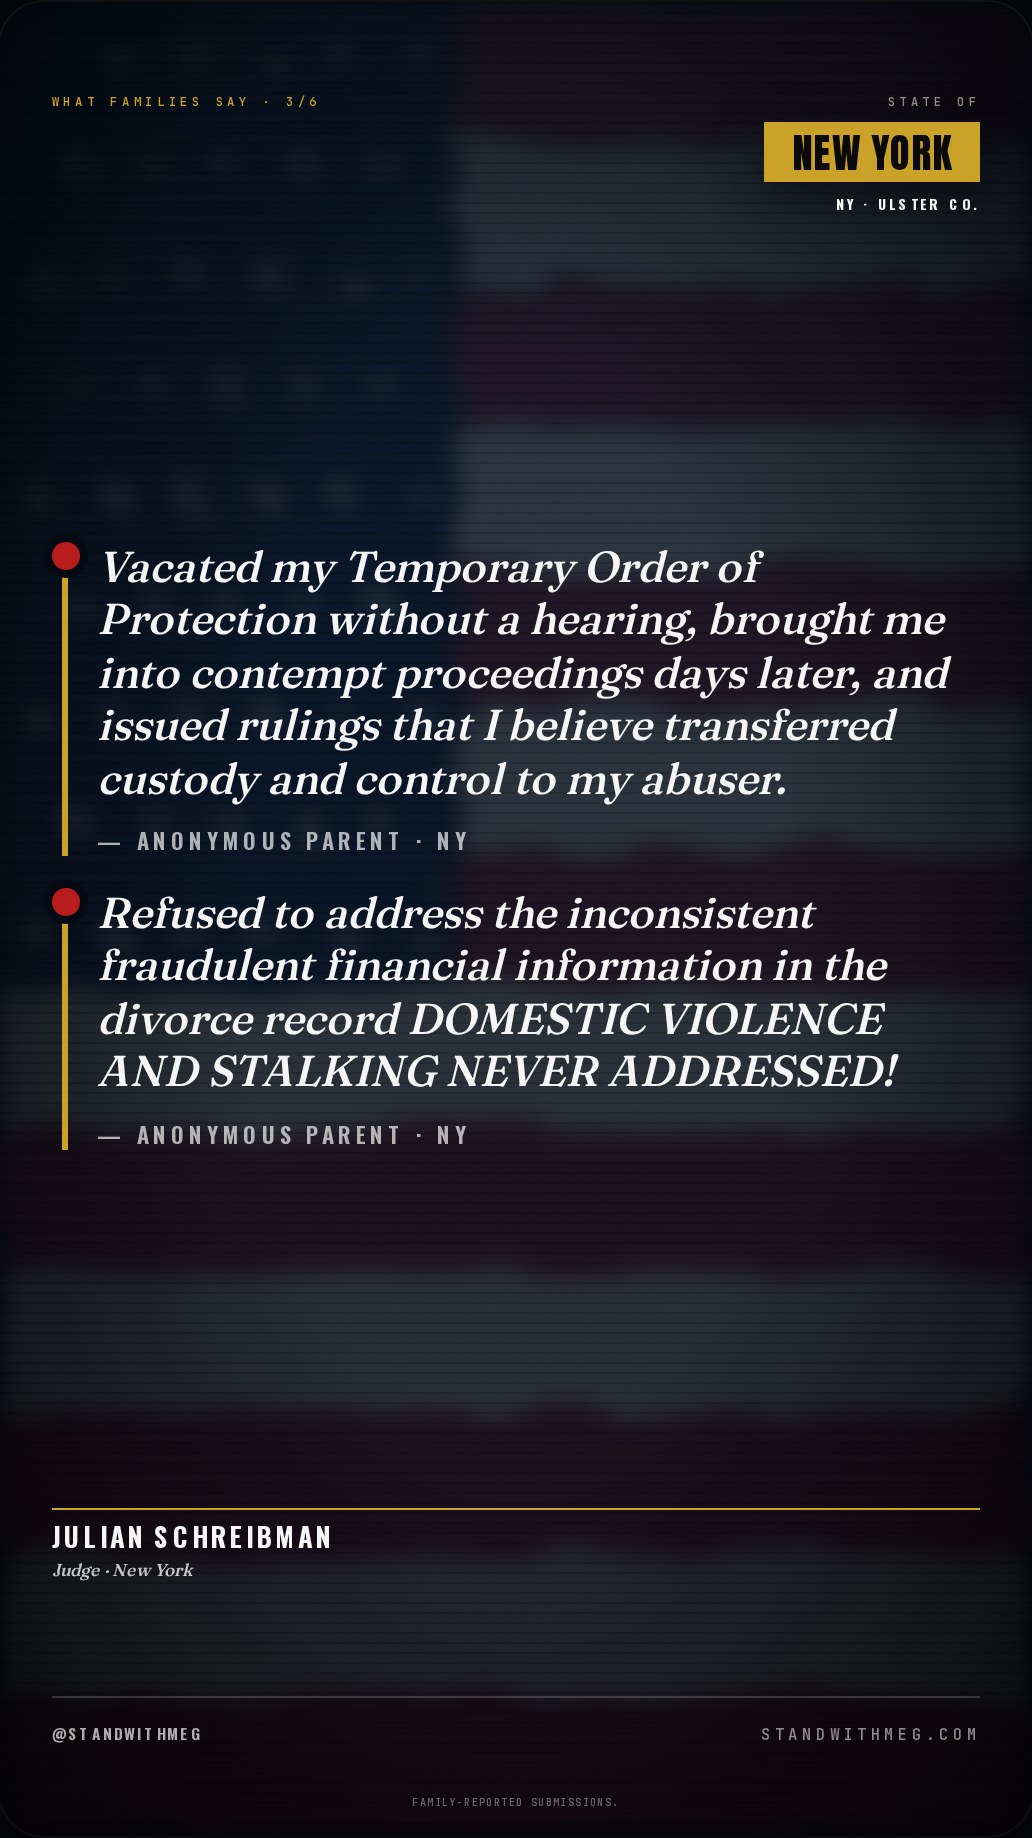 WHAT FAMILIES SAY · 3/6
STATE OF
NEW YORK
NY · ULSTER CO.
Vacated my Temporary Order of
Protection without a hearing, brought me
into contempt proceedings days later, and
issued rulings that I believe transferred
custody and control to my abuser.
— ANONYMOUS PARENT · NY
Refused to address the inconsistent
fraudulent financial information in the
divorce record DOMESTIC VIOLENCE
AND STALKING NEVER ADDRESSED!
— ANONYMOUS PARENT · NY
JULIAN SCHREIBMAN
Judge · New York
@STANDWITHMEG
STANDWITHMEG.COM
FAMILY-REPORTED SUBMISSIONS.